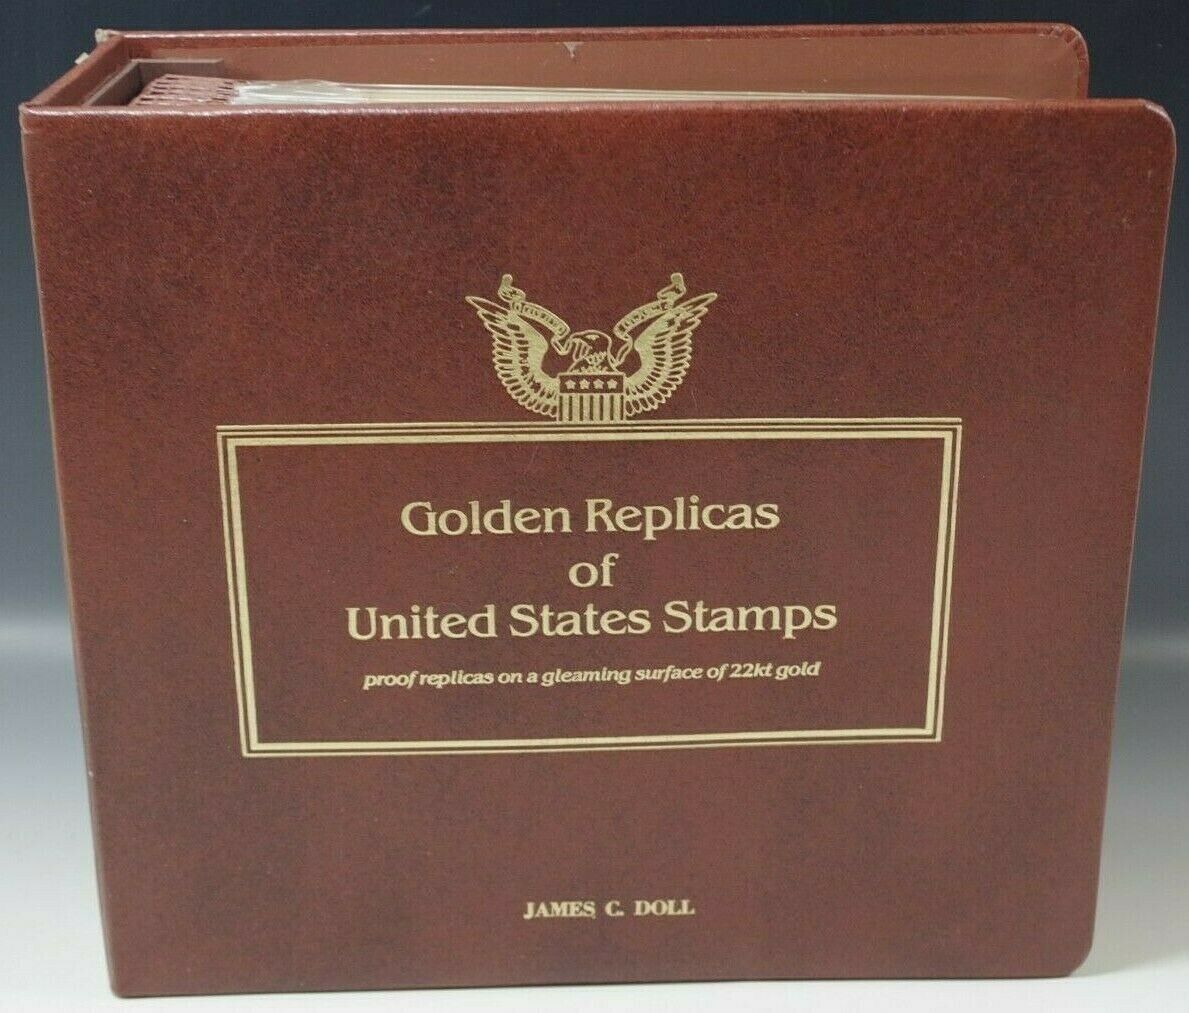 Golden Replicas
of
United States Stamps
proof replicas on a gleaming surface of 22kt gold
JAMES C. DOLL